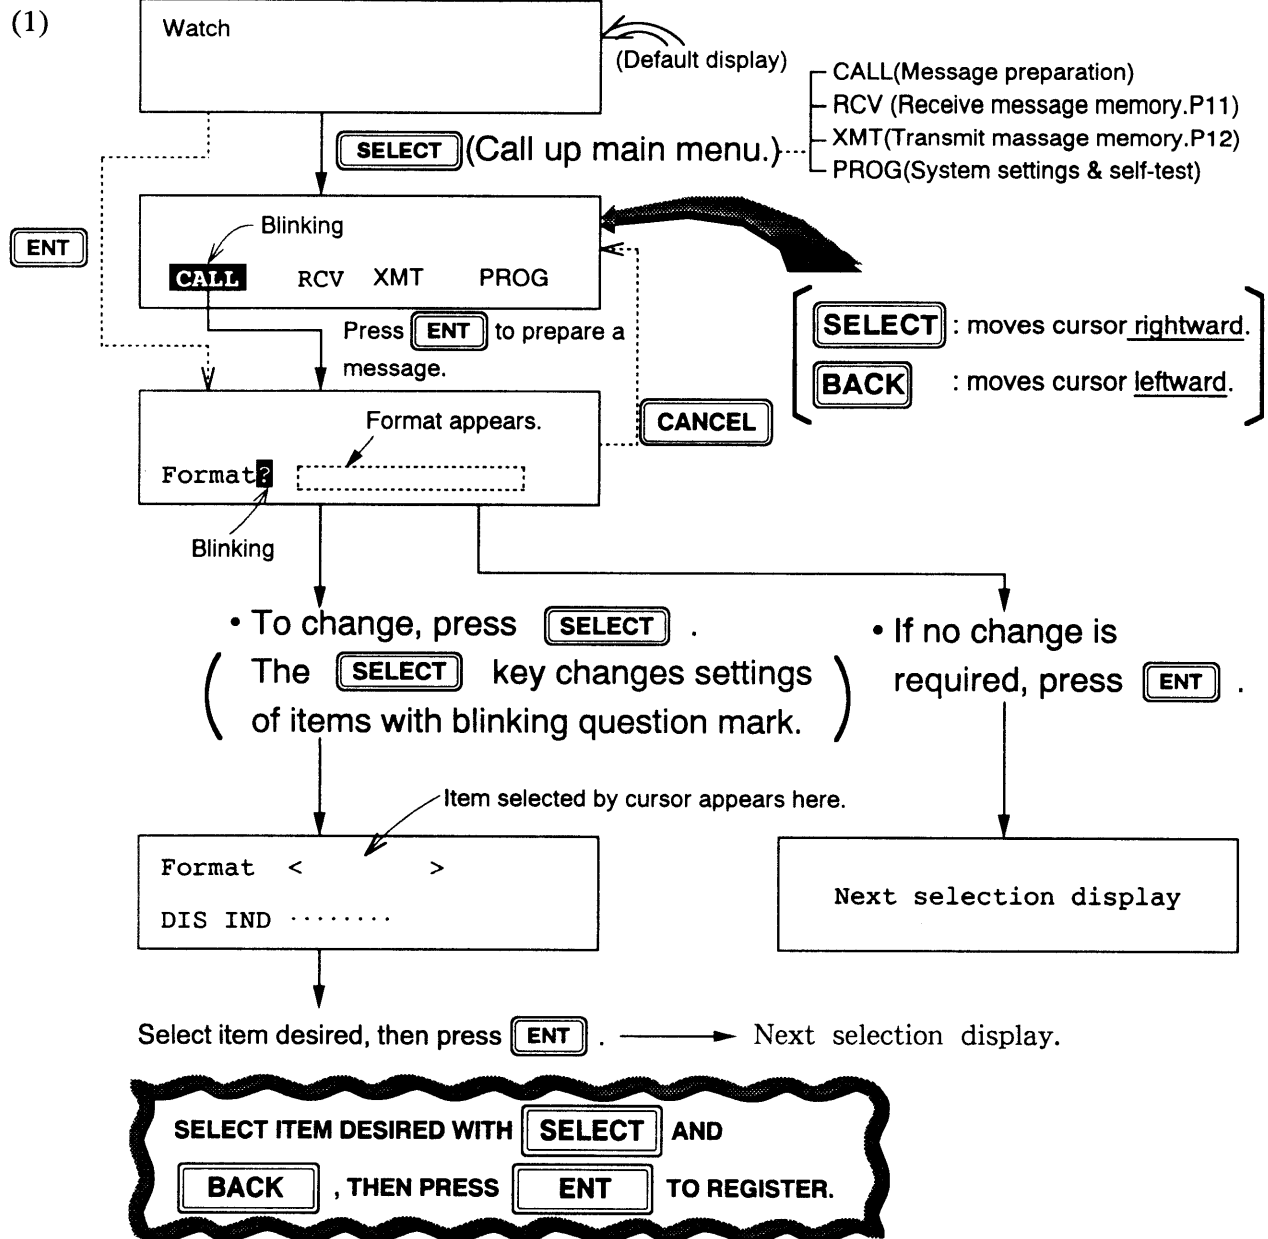 (1)
Watch
(Default display)
CALL(Message preparation)
RCV (Receive message memory.P11)
XMT(Transmit massage memory.P12)
PROG(System settings & self-test)
SELECT (Call up main menu.)
ENT
Blinking
CALL RCV XMT PROG
Press ENT to prepare a
message.
SELECT : moves cursor rightward.
BACK : moves cursor leftward.
CANCEL
Format appears.
Format?
Blinking
• To change, press SELECT .
( The SELECT key changes settings
of items with blinking question mark. )
• If no change is
required, press ENT .
Item selected by cursor appears here.
Format < >
DIS IND ········
Next selection display
Select item desired, then press ENT . Next selection display.
SELECT ITEM DESIRED WITH SELECT AND
BACK , THEN PRESS ENT TO REGISTER.